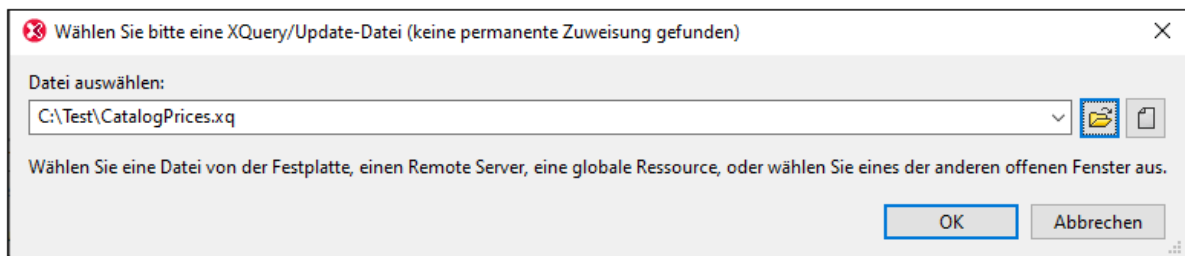 Wählen Sie bitte eine XQuery/Update-Datei (keine permanente Zuweisung gefunden)
Datei auswählen:
C:\Test\CatalogPrices.xq
Wählen Sie eine Datei von der Festplatte, einen Remote Server, eine globale Ressource, oder wählen Sie eines der anderen offenen Fenster aus.
OK Abbrechen